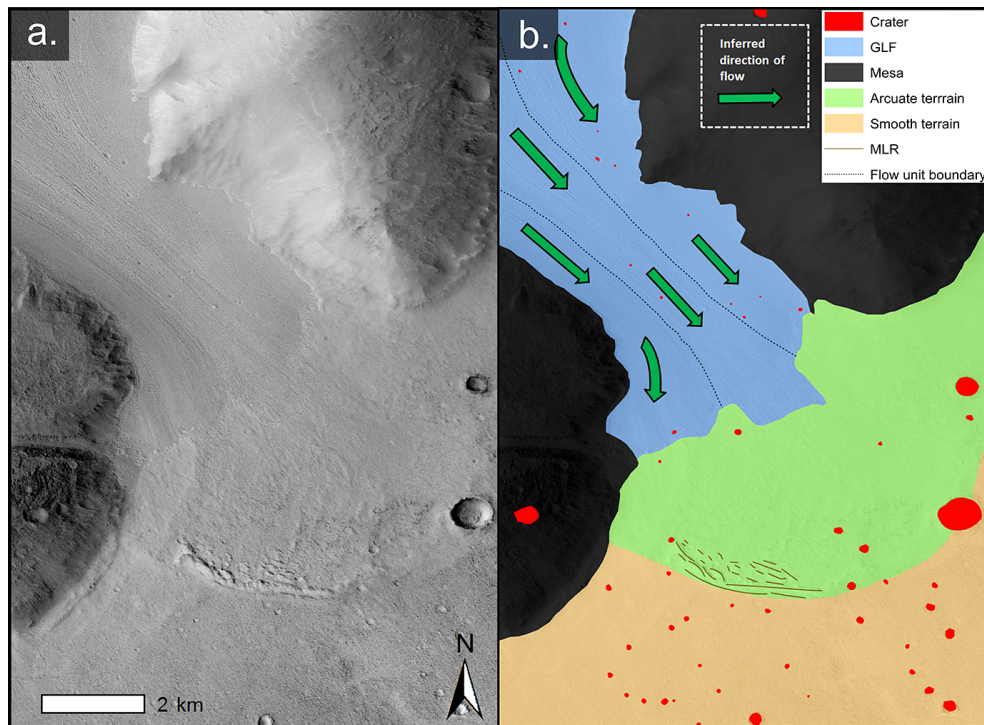 a.
N
2 km
b.
Inferred
direction of
flow
Crater
GLF
Mesa
Arcuate terrrain
Smooth terrain
MLR
Flow unit boundary